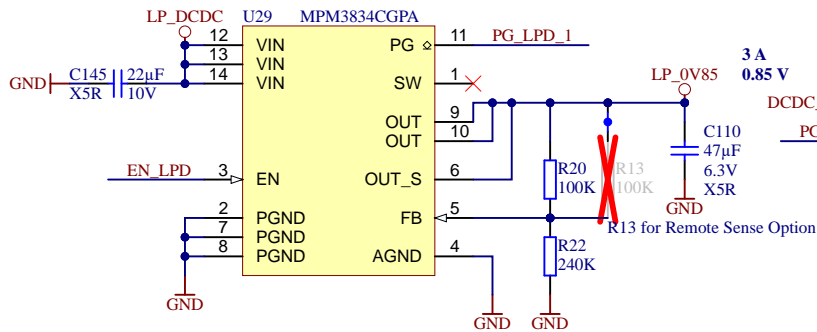 LP_DCDC
U29 MPM3834CGPA
12 VIN
13 VIN
14 VIN
PG 11 PG_LPD_1
SW 1
OUT 9
OUT 10
OUT_S 6
FB 5
AGND 4
GND
C145 22µF
X5R 10V
EN_LPD 3 EN
2 PGND
7 PGND
8 PGND
GND
R20
100K
R13
100K
R13 for Remote Sense Option
R22
240K
GND
GND
3 A
0.85 V
LP_0V85
C110
47µF
6.3V
X5R
GND
DCDC_
PG